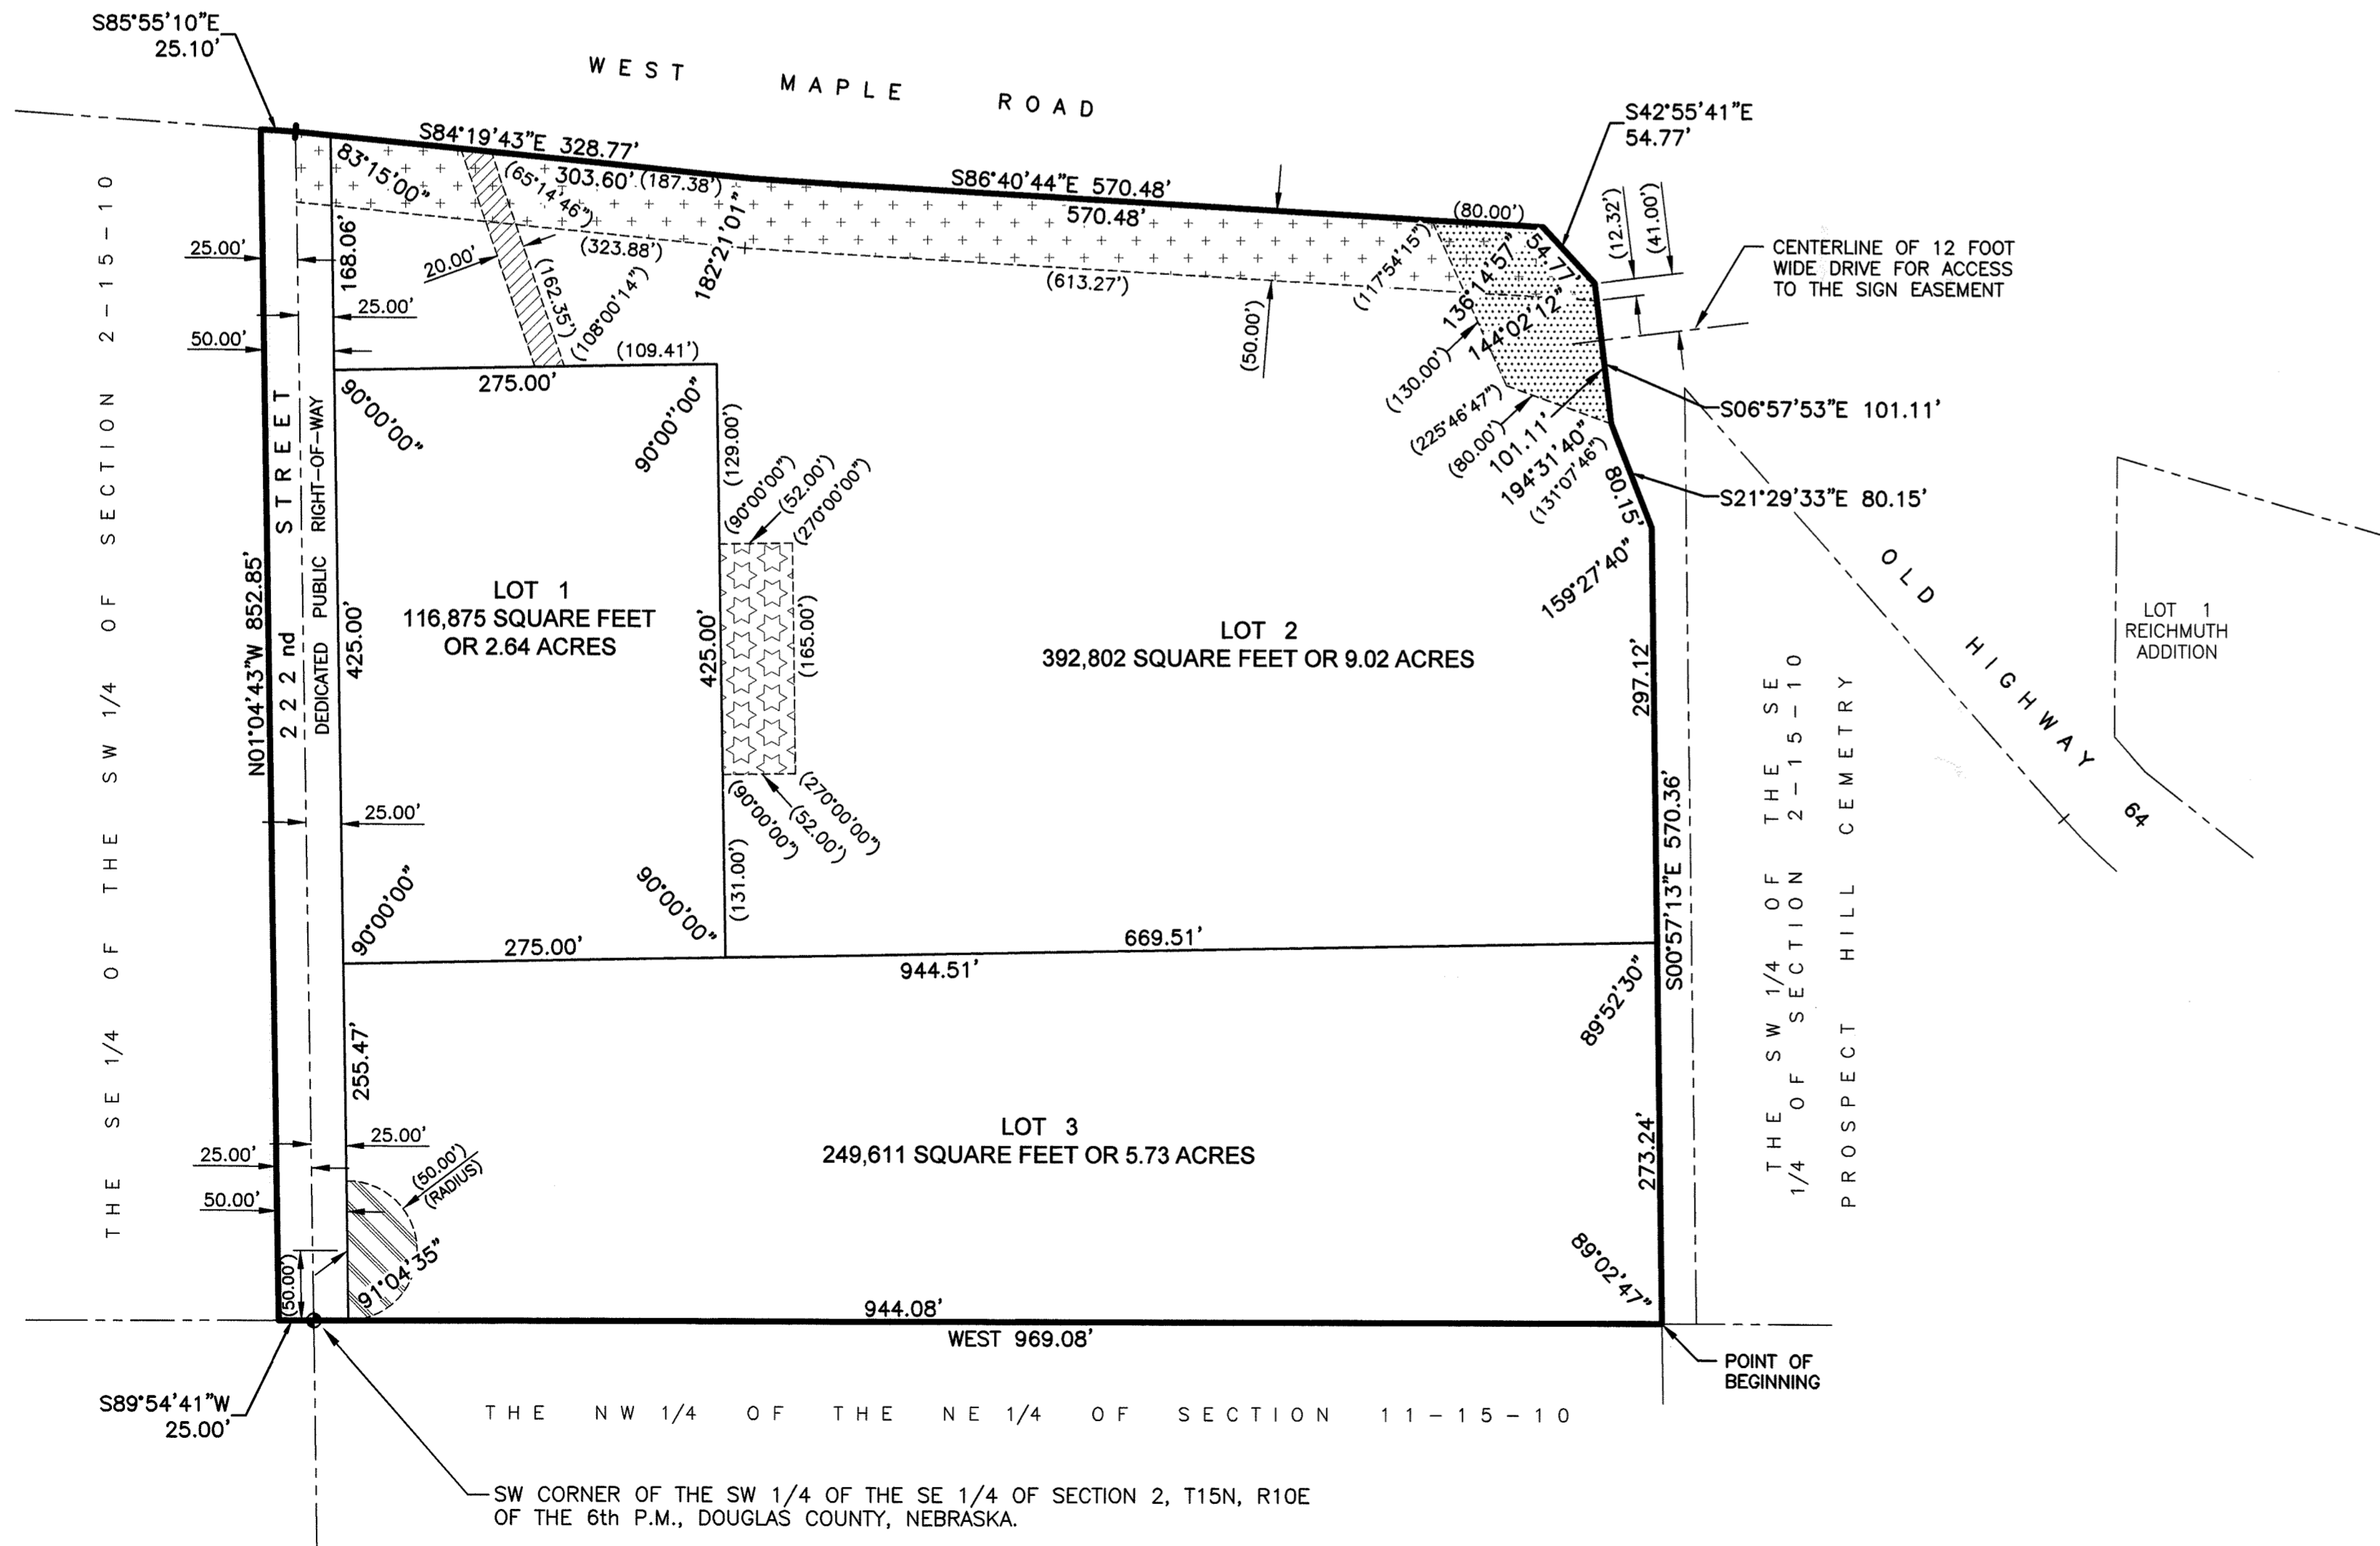 S85°55'10"E
25.10'
WEST MAPLE ROAD
S42°55'41"E
54.77'
S84°19'43"E 328.77'
83°15'00"
(65°14'46")
303.60' (187.38')
S86°40'44"E 570.48'
570.48'
(80.00')
54.77'
(12.32')
(41.00')
CENTERLINE OF 12 FOOT
WIDE DRIVE FOR ACCESS
TO THE SIGN EASEMENT
25.00'
168.06'
20.00'
(323.88')
(162.35')
(108°00'14")
182°21'01"
(613.27')
(50.00')
(117°54'15")
136°14'57"
144°02'12"
25.00'
50.00'
(109.41')
275.00'
90°00'00"
90°00"00"
(129.00')
(130.00')
(225°46'47")
(80.00')
101.11'
194°31'40"
(131°07'46")
S06°57'53"E 101.11'
80.15'
S21°29'33"E 80.15'
159°27'40"
(90°00'00")
(52.00')
(270°00'00")
THE SE 1/4 OF THE SW 1/4 OF SECTION 2-15-10
N01°04'43"W 852.85'
222nd STREET
DEDICATED PUBLIC RIGHT-OF-WAY
425.00'
LOT 1
116,875 SQUARE FEET
OR 2.64 ACRES
425.00'
(165.00')
LOT 2
392,802 SQUARE FEET OR 9.02 ACRES
297.12'
OLD HIGHWAY 64
LOT 1
REICHMUTH
ADDITION
25.00'
(270°00'00")
(52.00')
(90°00'00")
(131.00')
90°00'00"
90°00'00"
275.00'
669.51'
944.51'
89°52'30"
S00°57'13"E 570.36'
THE SW 1/4 OF THE SE
1/4 OF SECTION 2-15-10
PROSPECT HILL CEMETRY
255.47'
LOT 3
249,611 SQUARE FEET OR 5.73 ACRES
273.24'
25.00'
25.00'
50.00'
(50.00')
(RADIUS)
(50.00')
91°04'35"
89°02'47"
944.08'
WEST 969.08'
POINT OF
BEGINNING
S89°54'41"W
25.00'
THE NW 1/4 OF THE NE 1/4 OF SECTION 11-15-10
SW CORNER OF THE SW 1/4 OF THE SE 1/4 OF SECTION 2, T15N, R10E
OF THE 6th P.M., DOUGLAS COUNTY, NEBRASKA.